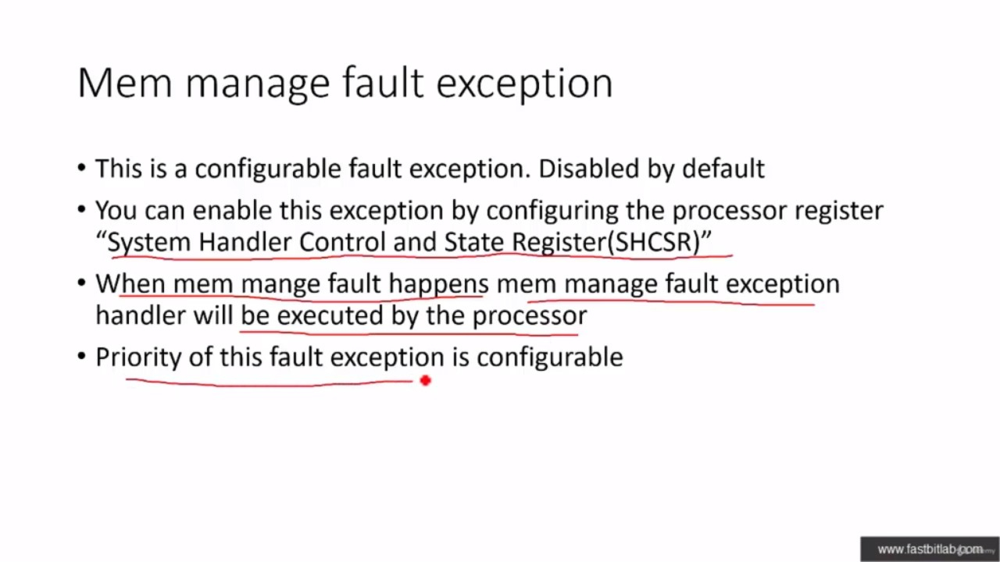 Mem manage fault exception
• This is a configurable fault exception. Disabled by default
• You can enable this exception by configuring the processor register
“System Handler Control and State Register(SHCSR)”
• When mem mange fault happens mem manage fault exception
handler will be executed by the processor
• Priority of this fault exception is configurable
www.fastbitlab.com